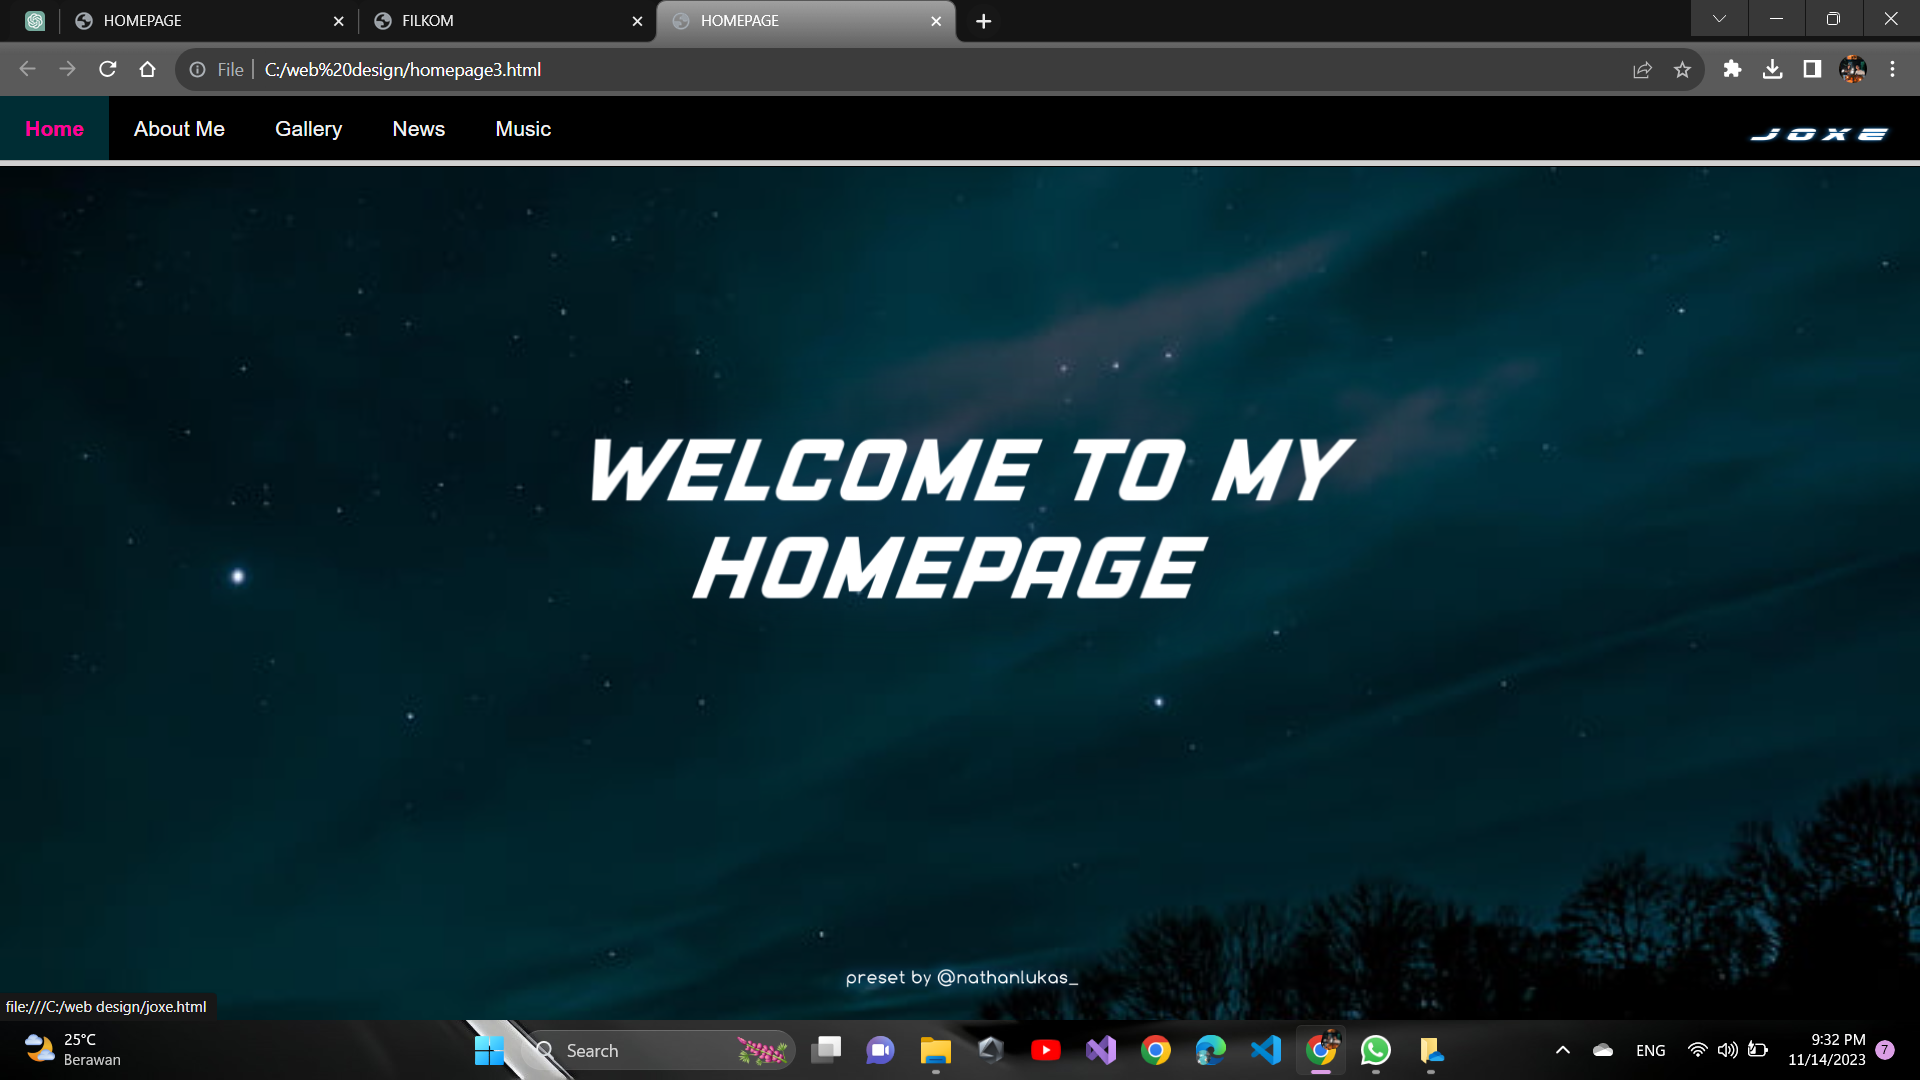 HOMEPAGE
FILKOM
HOMEPAGE
File
C:/web%20design/homepage3.html
Home
About Me
Gallery
News
Music
JOXE
WELCOME TO MY
HOMEPAGE
preset by @nathanlukas_
file:///C:/web design/joxe.html
25°C
Berawan
Search
ENG
9:32 PM
11/14/2023
7